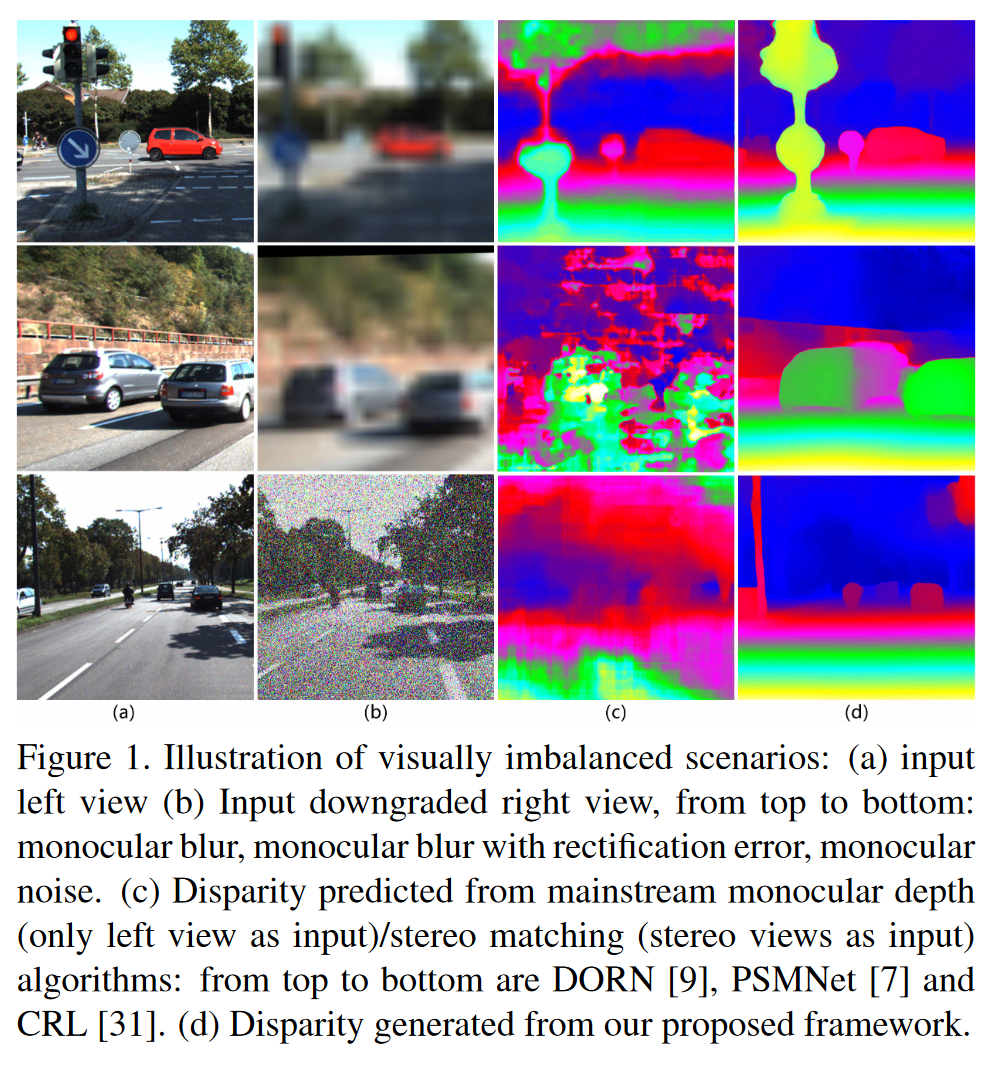 (a) (b) (c) (d)
Figure 1. Illustration of visually imbalanced scenarios: (a) input
left view (b) Input downgraded right view, from top to bottom:
monocular blur, monocular blur with rectification error, monocular
noise. (c) Disparity predicted from mainstream monocular depth
(only left view as input)/stereo matching (stereo views as input)
algorithms: from top to bottom are DORN [9], PSMNet [7] and
CRL [31]. (d) Disparity generated from our proposed framework.